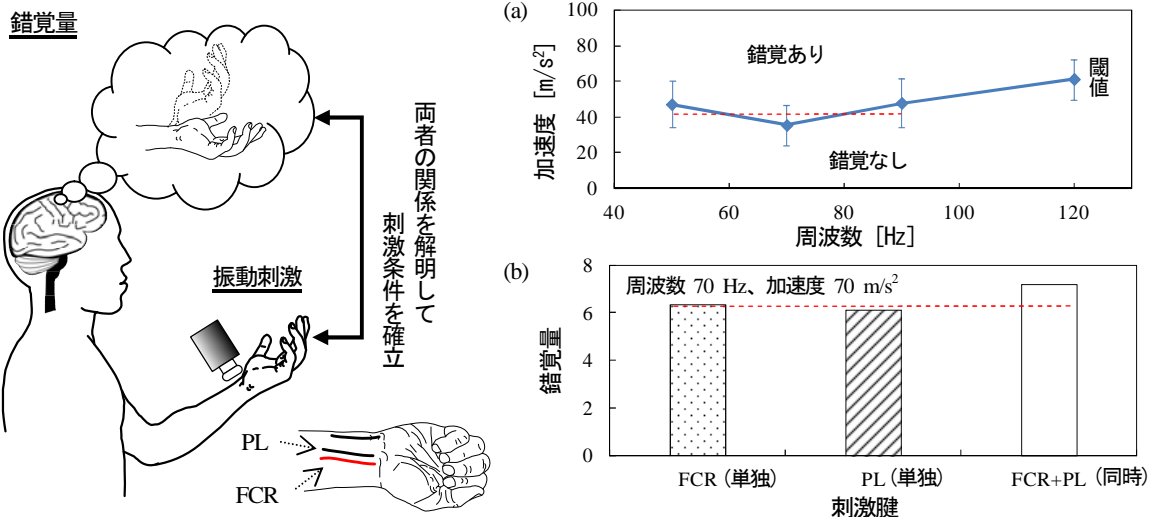 錯覚量
両者の関係を解明して
刺激条件を確立
振動刺激
PL
FCR
(a)
加速度 [m/s²]
100
80
60
40
20
0
錯覚あり
錯覚なし
閾値
40
60
80
100
120
周波数 [Hz]
(b)
錯覚量
8
6
4
2
0
周波数 70 Hz、加速度 70 m/s²
FCR（単独）
PL（単独）
FCR+PL（同時）
刺激腱